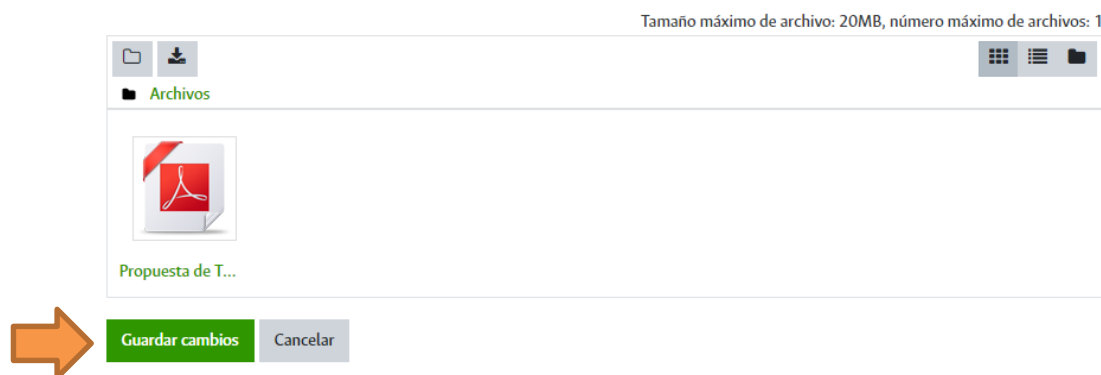 Tamaño máximo de archivo: 20MB, número máximo de archivos: 1
Archivos
Propuesta de T...
Guardar cambios Cancelar